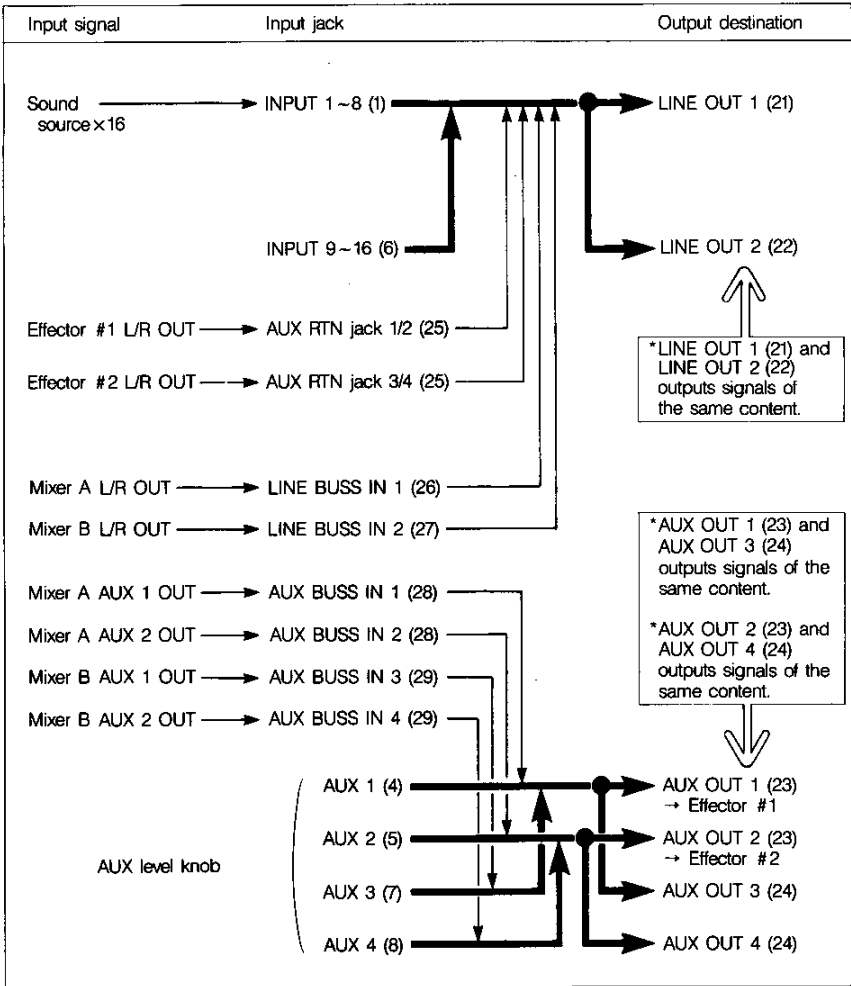 Input signal Input jack Output destination
Sound source×16 INPUT 1~8 (1) LINE OUT 1 (21)
INPUT 9~16 (6) LINE OUT 2 (22)
Effector #1 L/R OUT AUX RTN jack 1/2 (25)
Effector #2 L/R OUT AUX RTN jack 3/4 (25)
*LINE OUT 1 (21) and
LINE OUT 2 (22)
outputs signals of
the same content.
Mixer A L/R OUT LINE BUSS IN 1 (26)
Mixer B L/R OUT LINE BUSS IN 2 (27)
Mixer A AUX 1 OUT AUX BUSS IN 1 (28)
Mixer A AUX 2 OUT AUX BUSS IN 2 (28)
Mixer B AUX 1 OUT AUX BUSS IN 3 (29)
Mixer B AUX 2 OUT AUX BUSS IN 4 (29)
*AUX OUT 1 (23) and
AUX OUT 3 (24)
outputs signals of the
same content.
*AUX OUT 2 (23) and
AUX OUT 4 (24)
outputs signals of the
same content.
AUX level knob
AUX 1 (4) AUX OUT 1 (23)
→ Effector #1
AUX 2 (5) AUX OUT 2 (23)
→ Effector #2
AUX 3 (7) AUX OUT 3 (24)
AUX 4 (8) AUX OUT 4 (24)